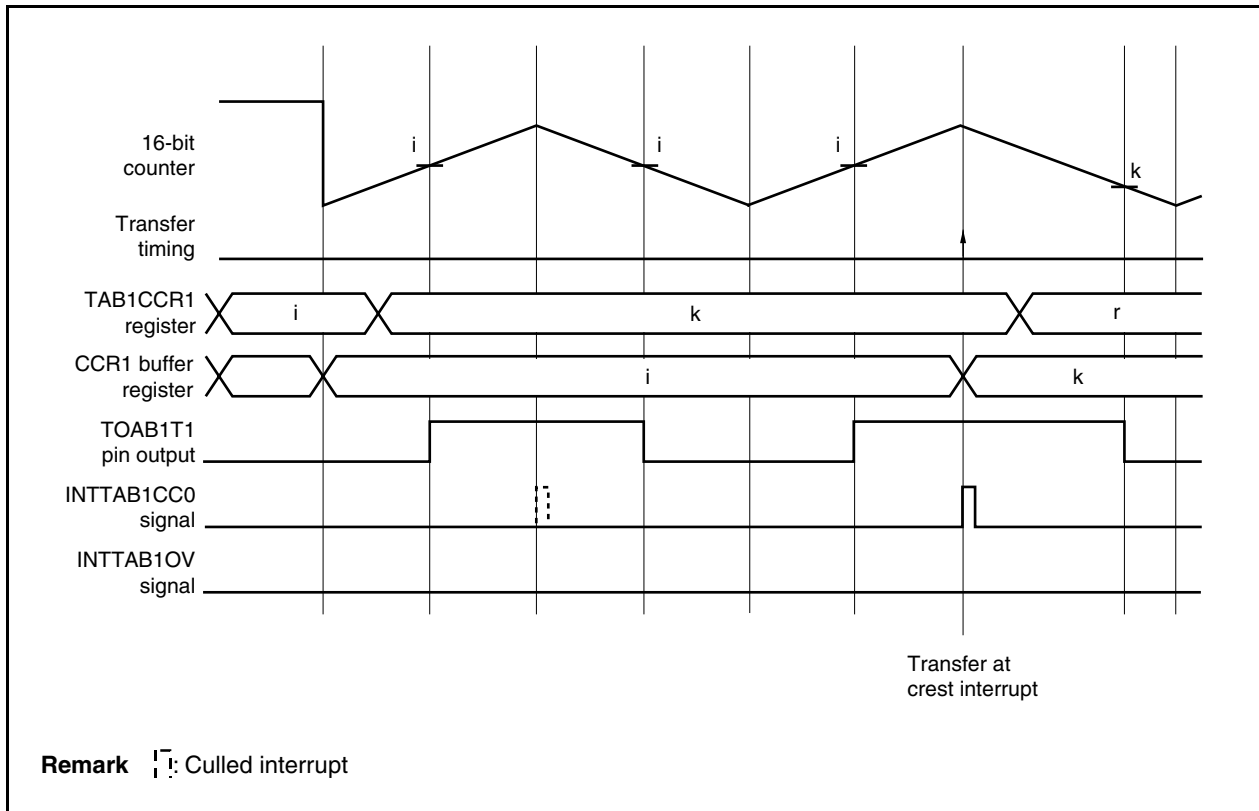 16-bit
counter
i
i
i
k
Transfer
timing
TAB1CCR1
register
i
k
r
CCR1 buffer
register
i
k
TOAB1T1
pin output
INTTAB1CC0
signal
INTTAB1OV
signal
Transfer at
crest interrupt
Remark : Culled interrupt